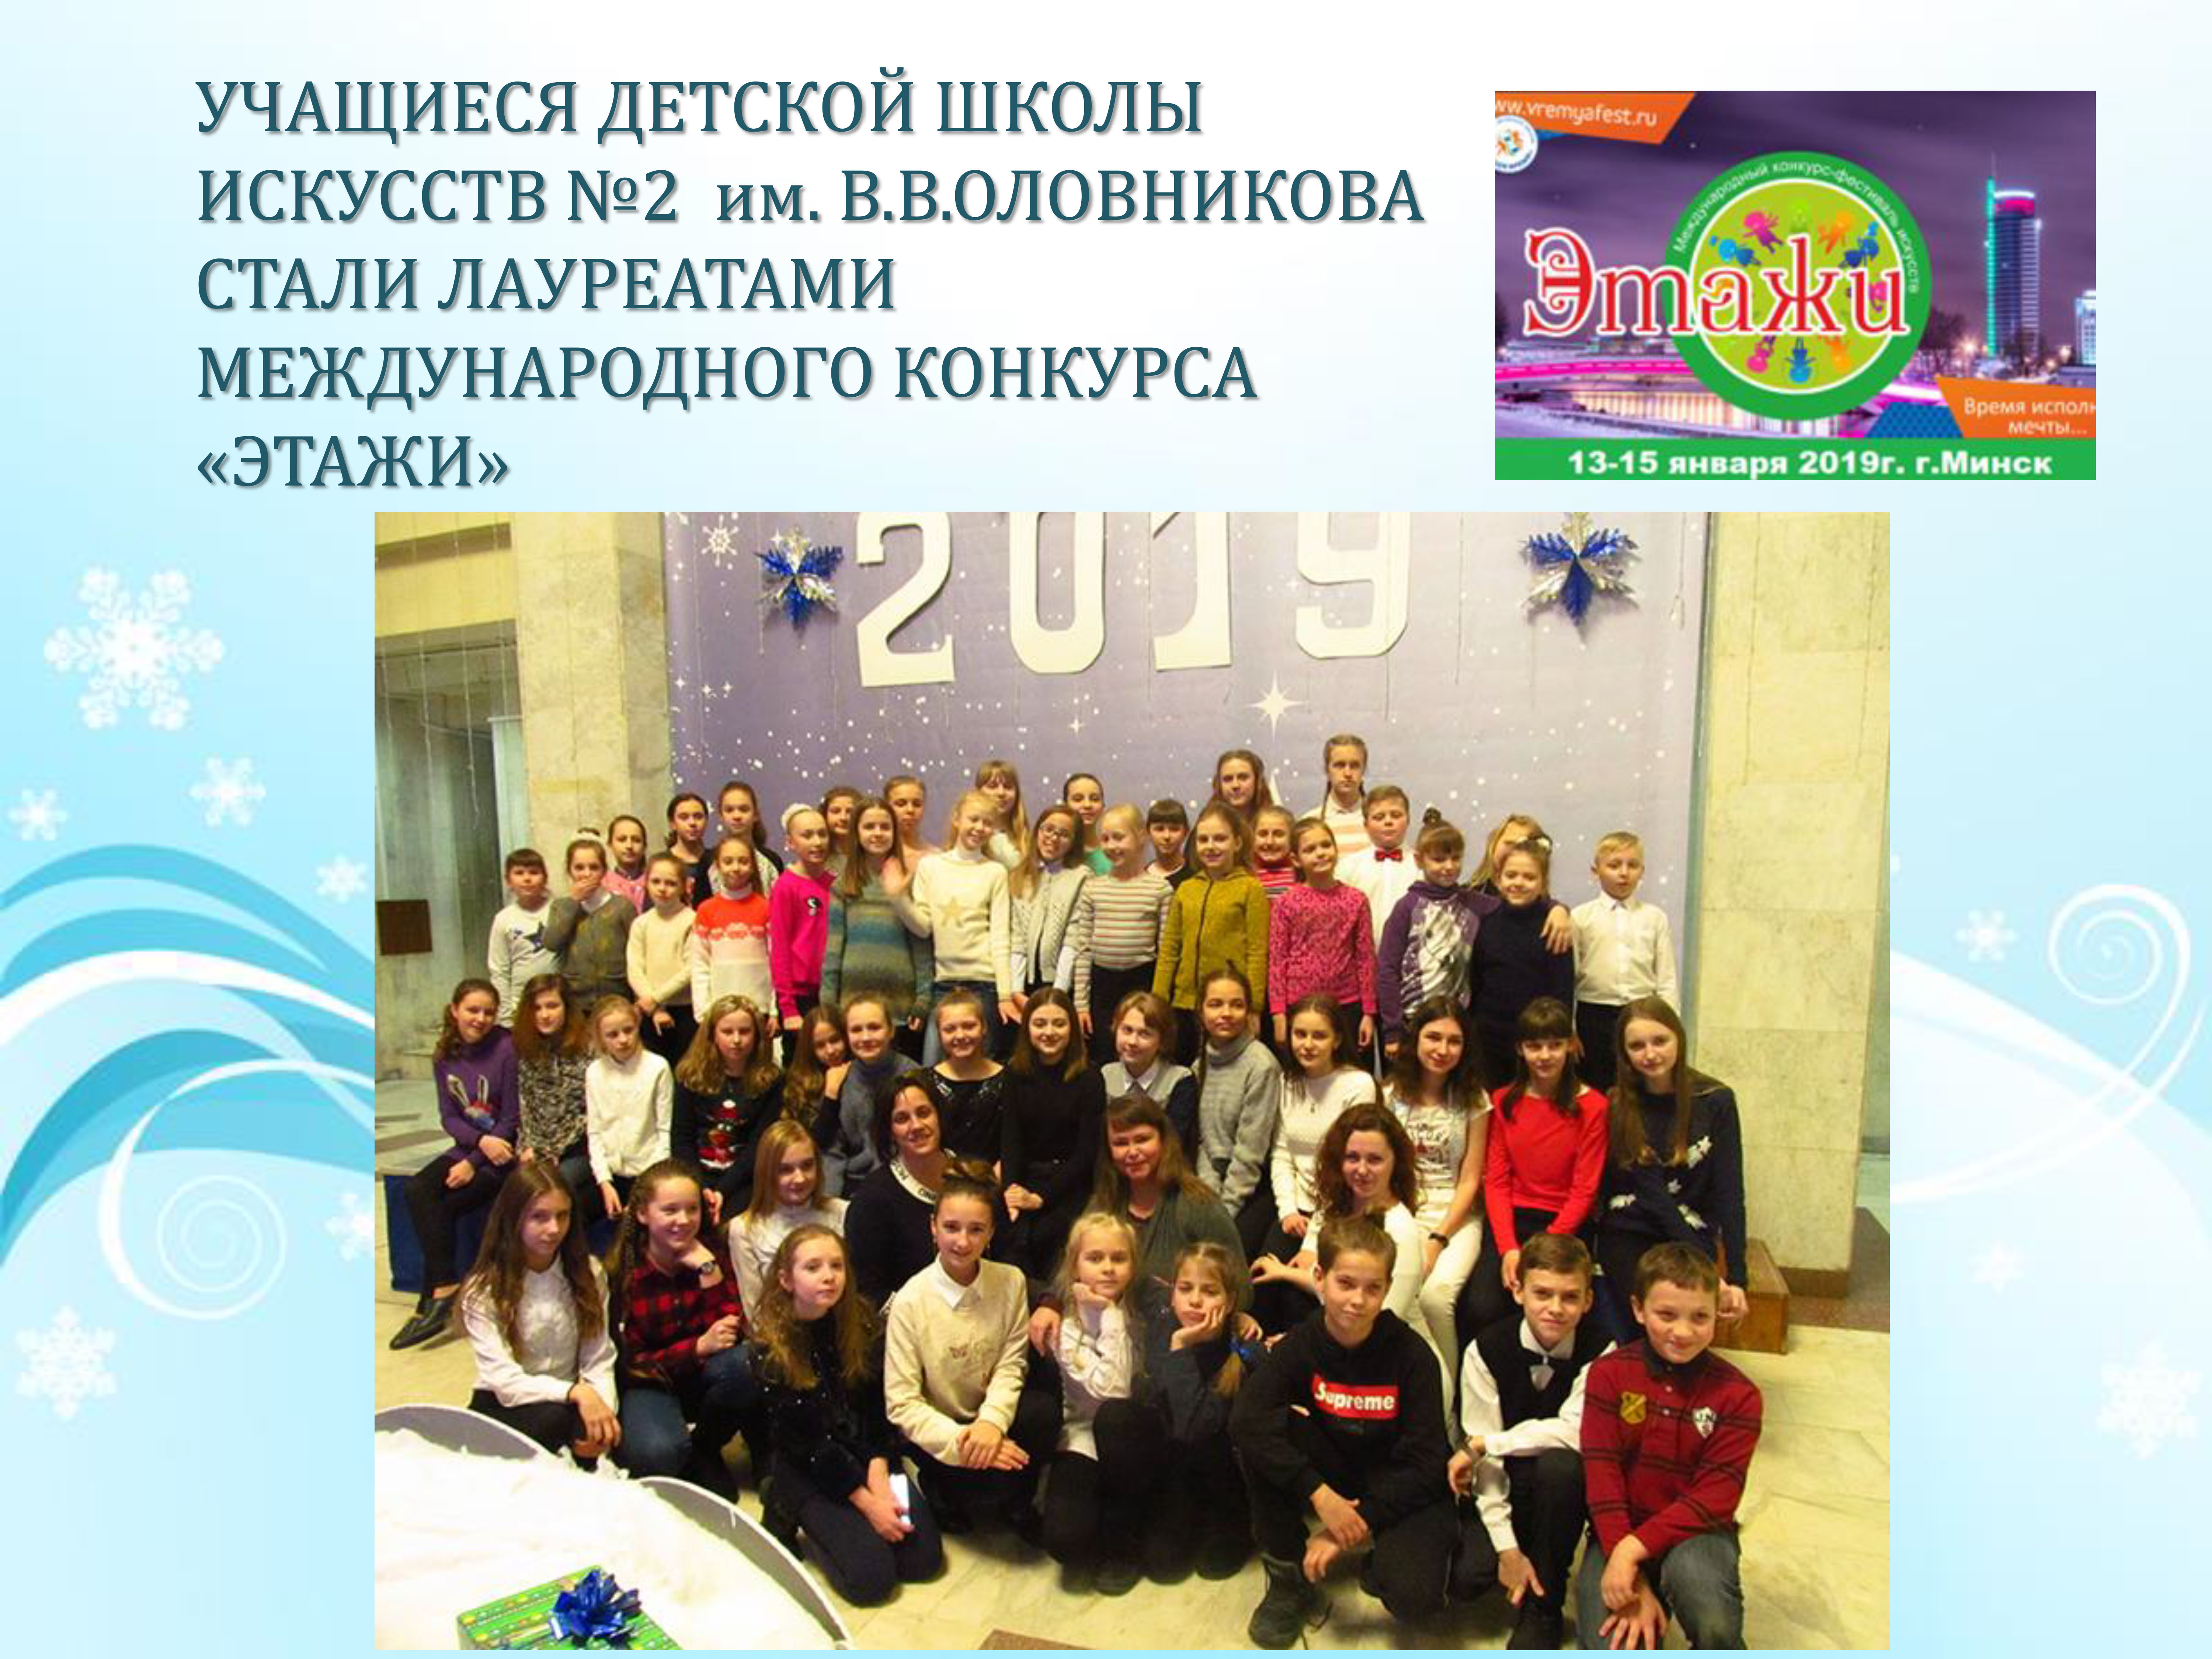 УЧАЩИЕСЯ ДЕТСКОЙ ШКОЛЫ
ИСКУССТВ №2 им. В.В.ОЛОВНИКОВА
СТАЛИ ЛАУРЕАТАМИ
МЕЖДУНАРОДНОГО КОНКУРСА
«ЭТАЖИ»
ww.vremyafest.ru
Международный конкурс-фестиваль искусств
Этажи
Время исполн
мечты...
13-15 января 2019г. г.Минск
2019
Supreme